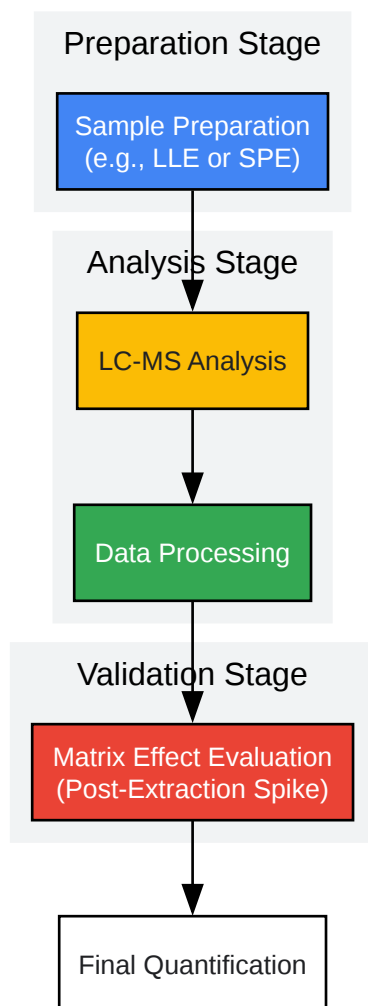 Preparation Stage
Sample Preparation
(e.g., LLE or SPE)
Analysis Stage
LC-MS Analysis
Data Processing
Validation Stage
Matrix Effect Evaluation
(Post-Extraction Spike)
Final Quantification